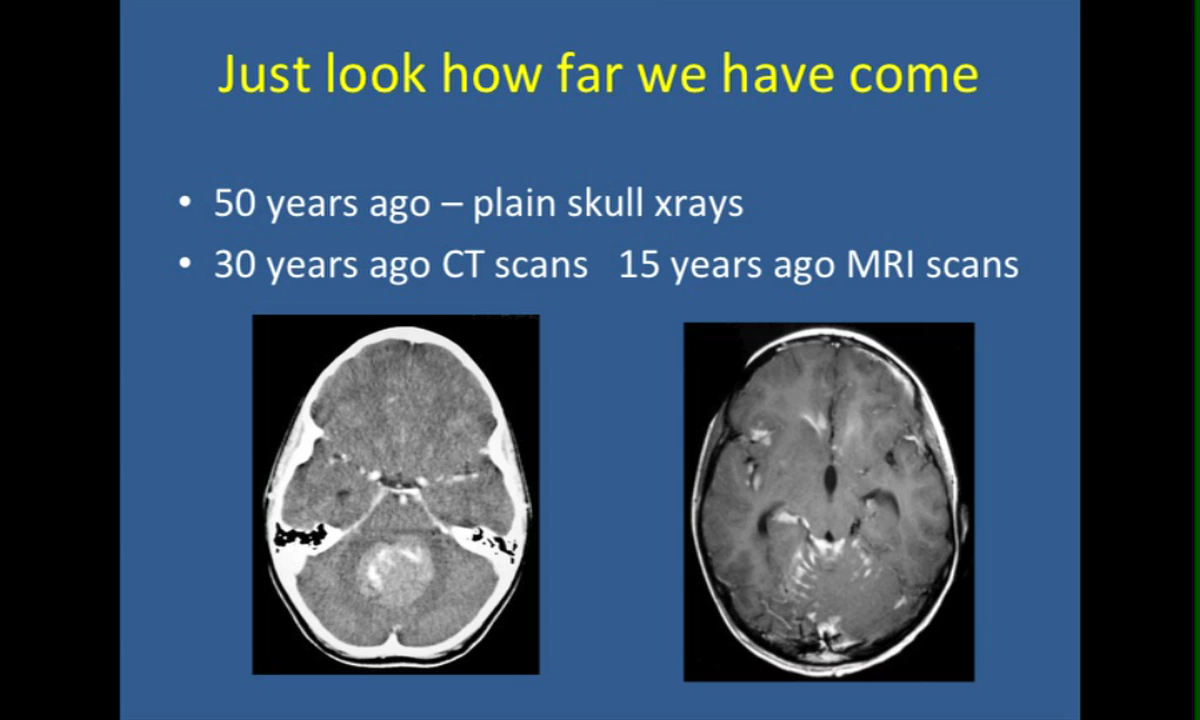 Just look how far we have come
• 50 years ago – plain skull xrays
• 30 years ago CT scans   15 years ago MRI scans